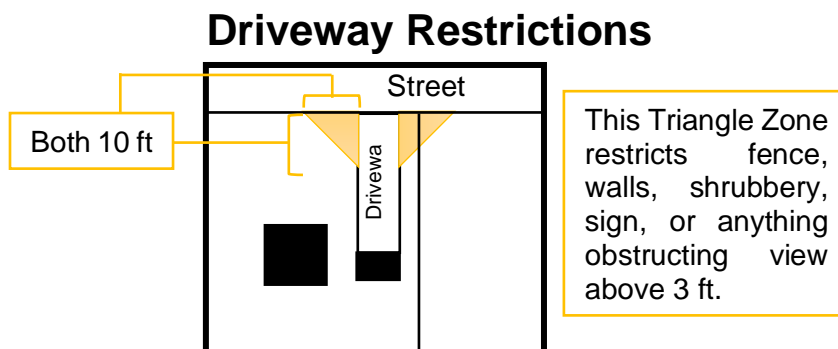 Driveway Restrictions
Street
Both 10 ft
Drivewa
This Triangle Zone
restricts fence,
walls, shrubbery,
sign, or anything
obstructing view
above 3 ft.